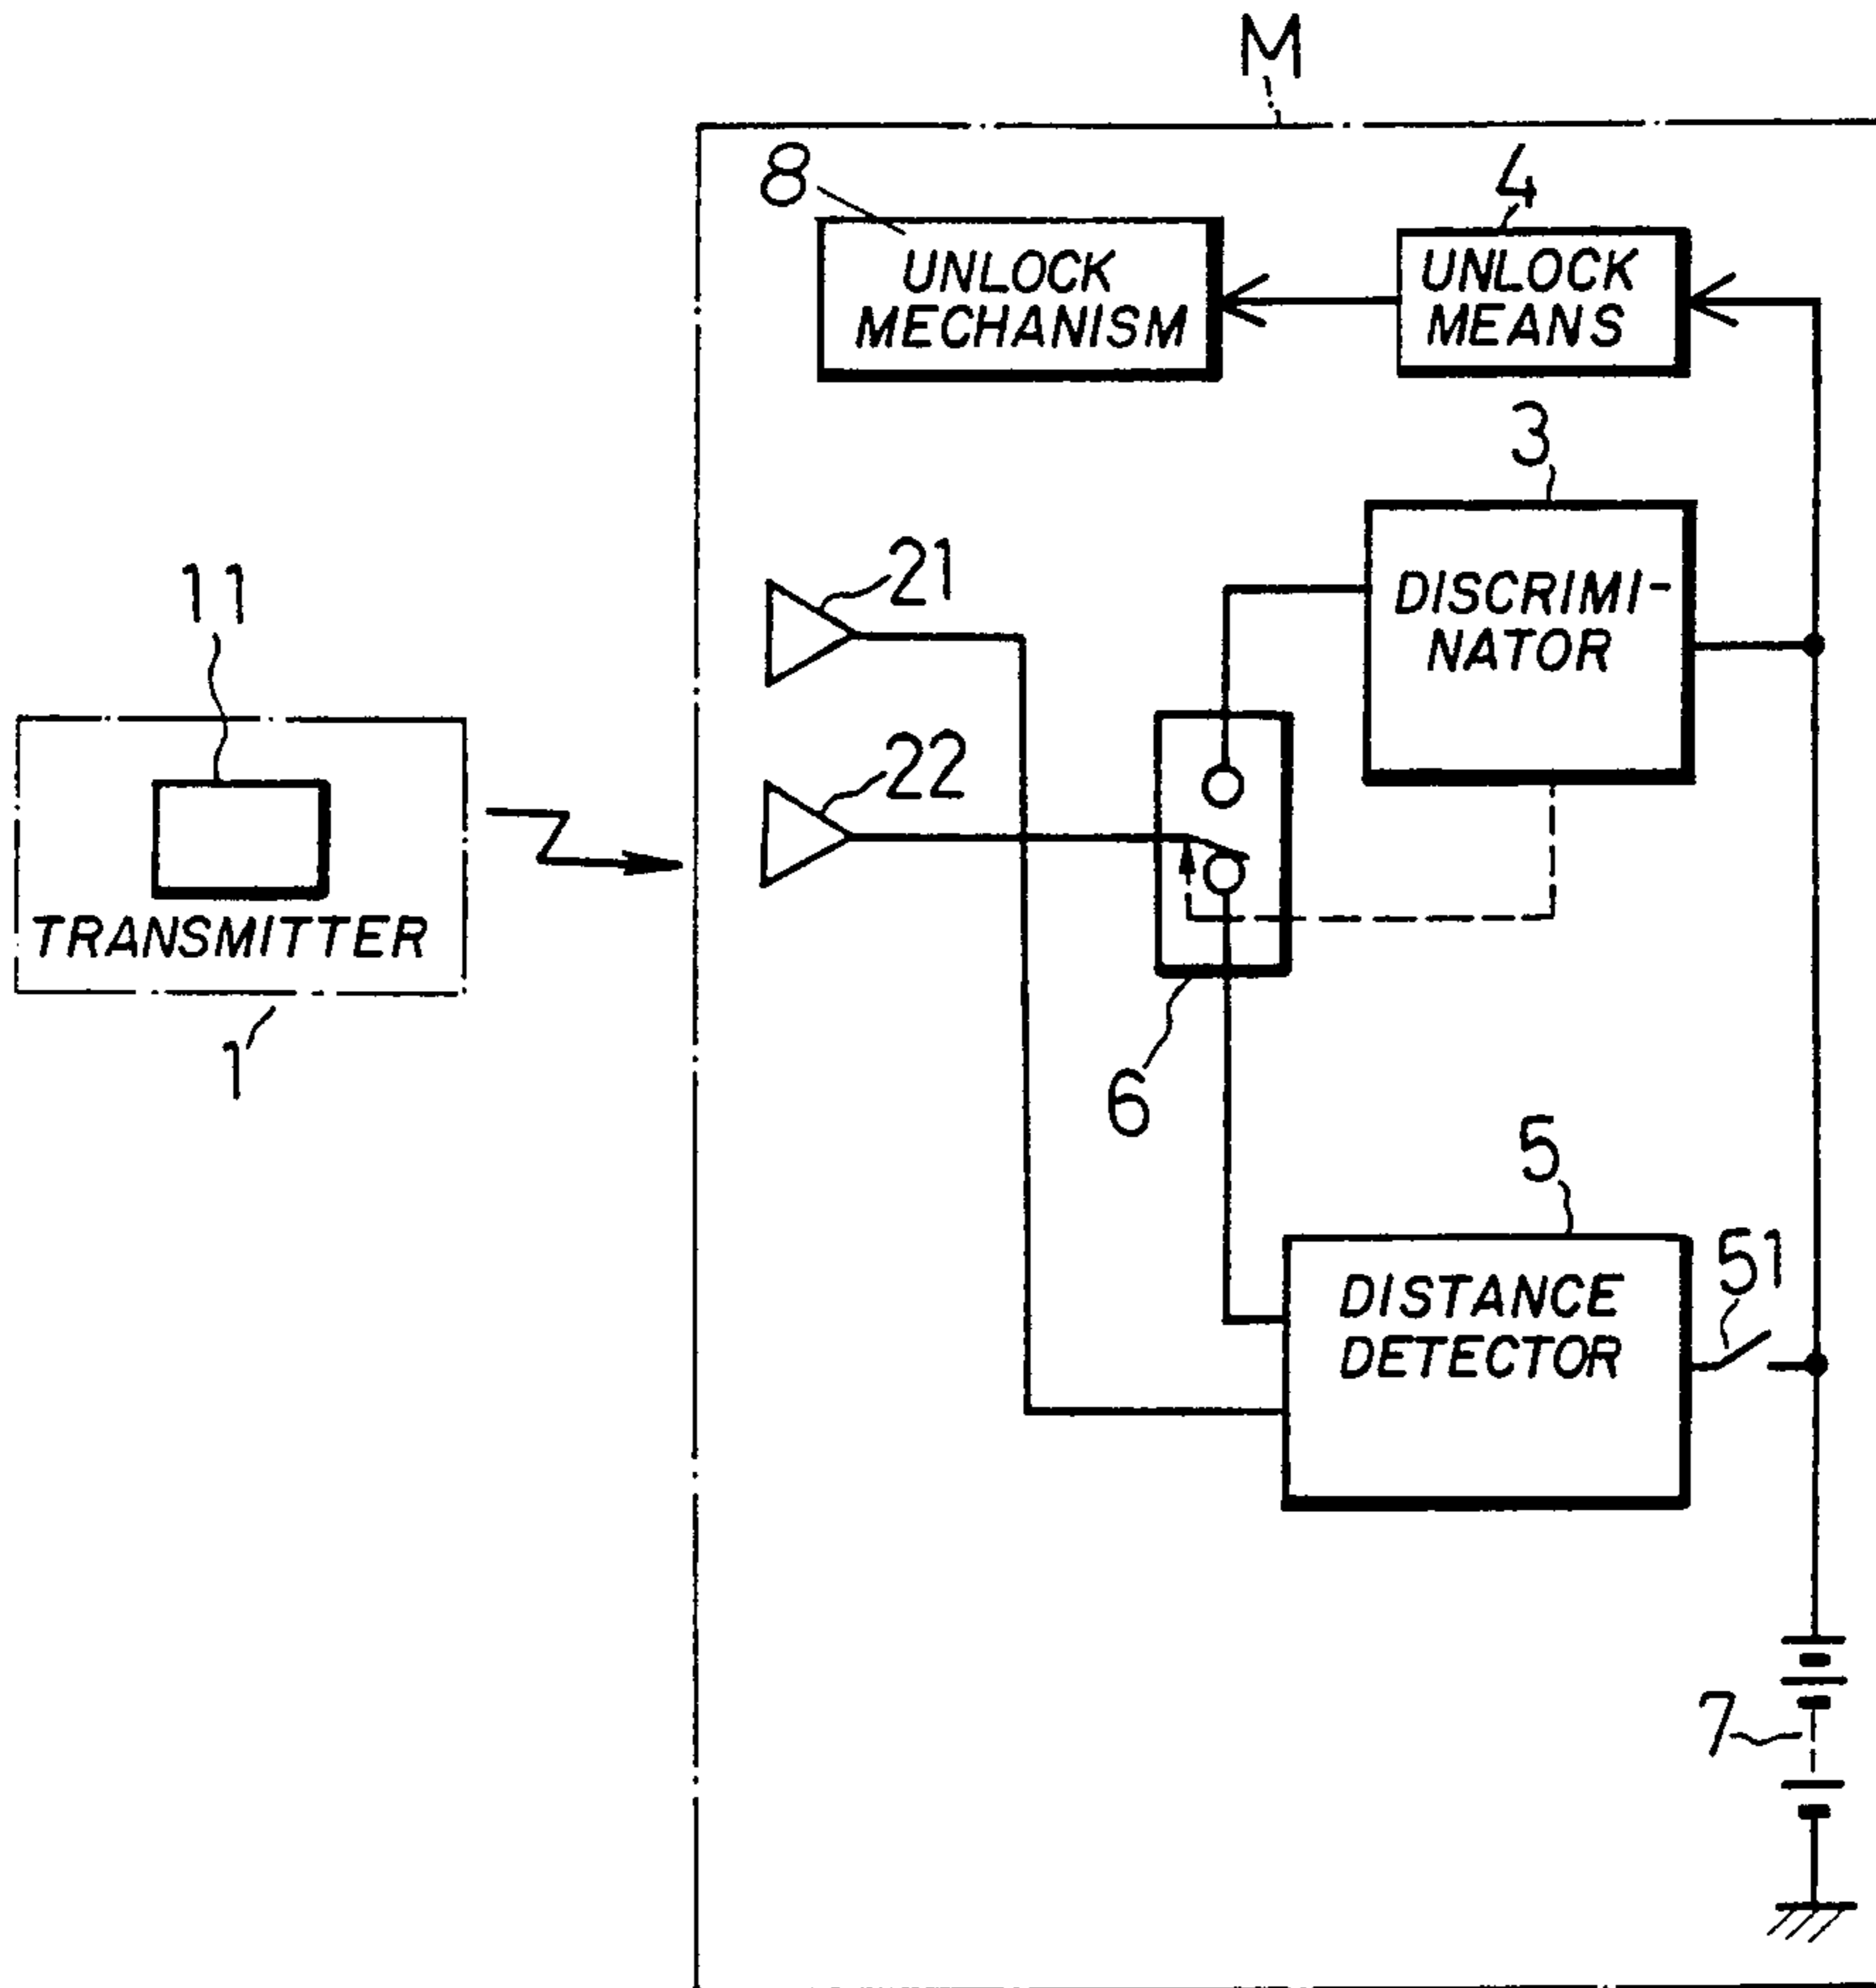 M
8
4
UNLOCK
MECHANISM
UNLOCK
MEANS
3
21
DISCRIMI-
NATOR
11
22
TRANSMITTER
1
6
5
51
DISTANCE
DETECTOR
7